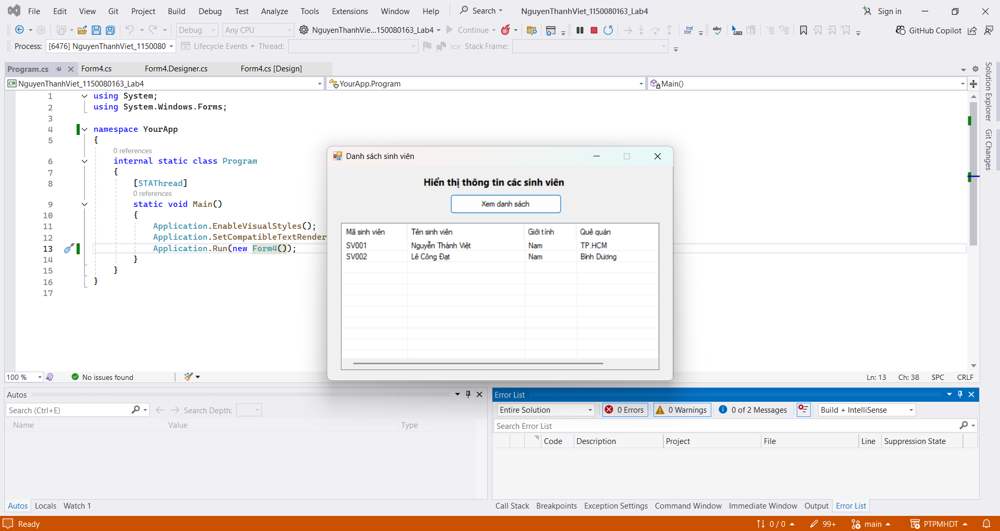 File Edit View Git Project Build Debug Test Analyze Tools Extensions Window Help Search NguyenThanhViet_1150080163_Lab4 Sign in
Debug Any CPU NguyenThanhVie...150080163_Lab4 Continue abc GitHub Copilot
Process: [6476] NguyenThanhViet_1150080 Lifecycle Events Thread: Stack Frame:
Program.cs Form4.cs Form4.Designer.cs Form4.cs [Design]
C# NguyenThanhViet_1150080163_Lab4 YourApp.Program Main()
1 using System;
2 using System.Windows.Forms;
3
4 namespace YourApp
5 {
0 references
6 internal static class Program
7 {
8 [STAThread]
0 references
9 static void Main()
10 {
11 Application.EnableVisualStyles();
12 Application.SetCompatibleTextRender
13 Application.Run(new Form4());
14 }
15 }
16 }
17
Danh sách sinh viên
Hiển thị thông tin các sinh viên
Xem danh sách
Mã sinh viên Tên sinh viên Giới tính Quê quán
SV001 Nguyễn Thành Việt Nam TP.HCM
SV002 Lê Công Đạt Nam Bình Dương
Solution Explorer
Git Changes
100 % No issues found Ln: 13 Ch: 38 SPC CRLF
Autos
Search (Ctrl+E) Search Depth:
Name Value Type
Autos Locals Watch 1
Error List
Entire Solution 0 Errors 0 Warnings 0 of 2 Messages Build + IntelliSense
Search Error List
Code Description Project File Line Suppression State
Call Stack Breakpoints Exception Settings Command Window Immediate Window Output Error List
Ready 0 / 0 99+ main PTPMHDT